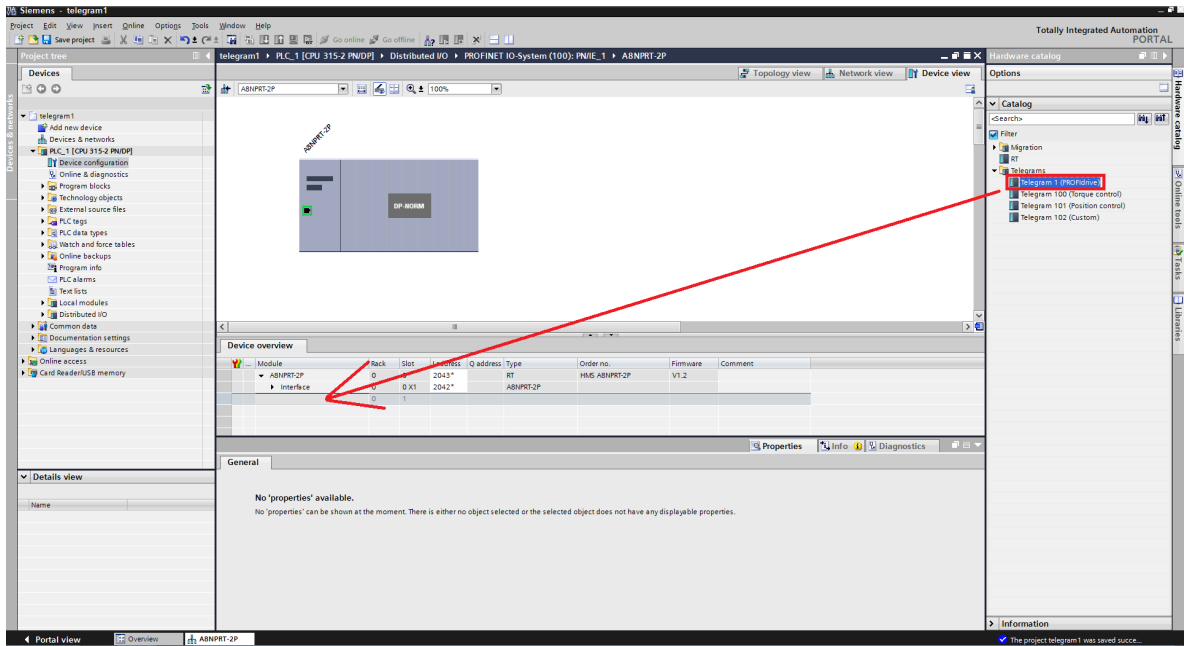 Siemens - telegram1
Project Edit View Insert Online Options Tools Window Help
Save project Go online Go offline
Totally Integrated Automation
PORTAL
Project tree
telegram1 PLC_1 [CPU 315-2 PN/DP] Distributed I/O PROFINET IO-System (100): PN/IE_1 A8NPRT-2P
Hardware catalog
Devices
Topology view Network view Device view
Options
A8NPRT-2P 100%
Catalog
<Search>
Filter
Migration
RT
Telegrams
Telegram 1 (PROFIdrive)
Telegram 100 (Torque control)
Telegram 101 (Position control)
Telegram 102 (Custom)
telegram1
Add new device
Devices & networks
PLC_1 [CPU 315-2 PN/DP]
Device configuration
Online & diagnostics
Program blocks
Technology objects
External source files
PLC tags
PLC data types
Watch and force tables
Online backups
Program info
PLC alarms
Text lists
Local modules
Distributed I/O
Common data
Documentation settings
Languages & resources
Online access
Card Reader/USB memory
Devices & networks
A8NPRT-2P
DP-NORM
Device overview
... Module Rack Slot I address Q address Type Order no. Firmware Comment
A8NPRT-2P 0 0 2043* RT HMS A8NPRT-2P V1.2
Interface 0 0 X1 2042* A8NPRT-2P
0 1
Properties Info Diagnostics
General
No 'properties' available.
No 'properties' can be shown at the moment. There is either no object selected or the selected object does not have any displayable properties.
Details view
Name
Hardware catalog
Online tools
Tasks
Libraries
Information
Portal view Overview A8NPRT-2P
The project telegram1 was saved succe...